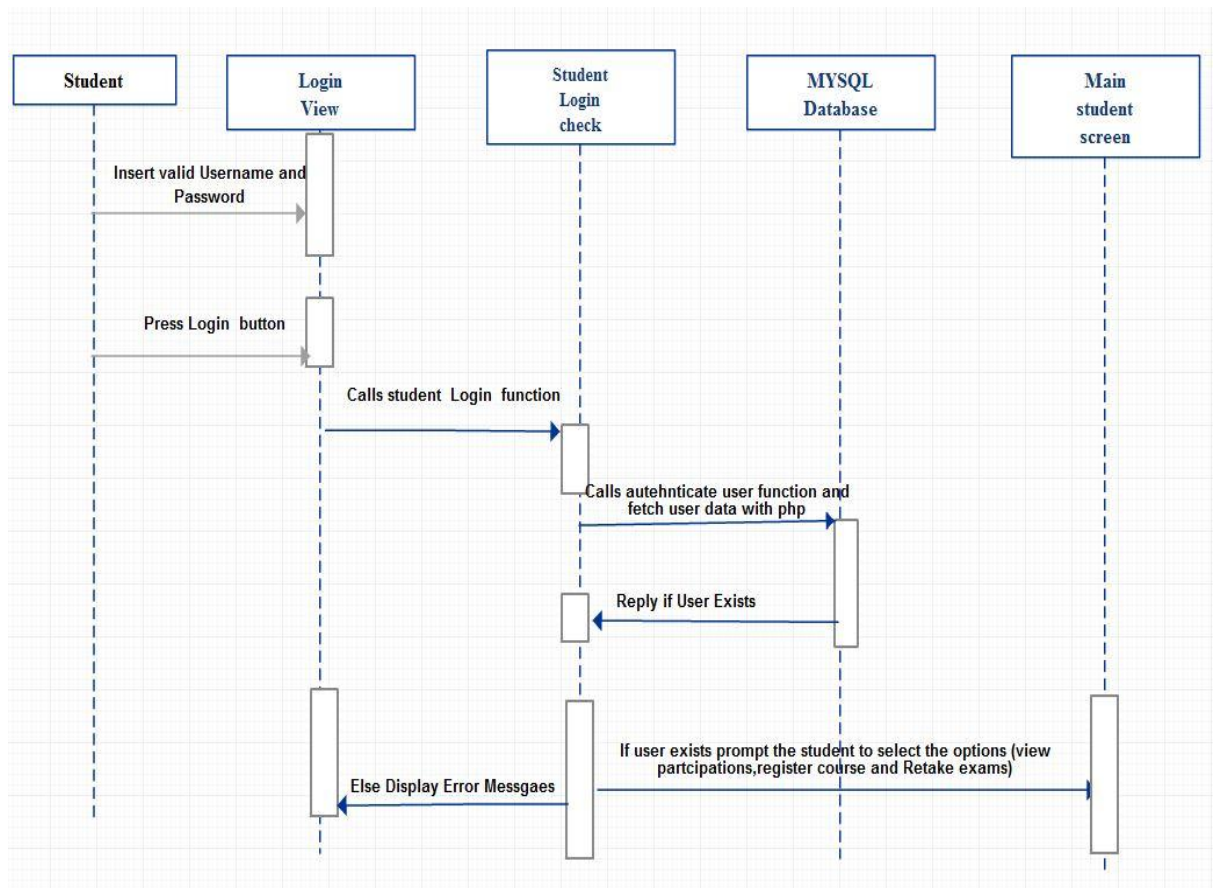 Student
Login
View
Student
Login
check
MYSQL
Database
Main
student
screen
Insert valid Username and
Password
Press Login button
Calls student Login function
Calls autehnticate user function and
fetch user data with php
Reply if User Exists
If user exists prompt the student to select the options (view
partcipations,register course and Retake exams)
Else Display Error Messgaes